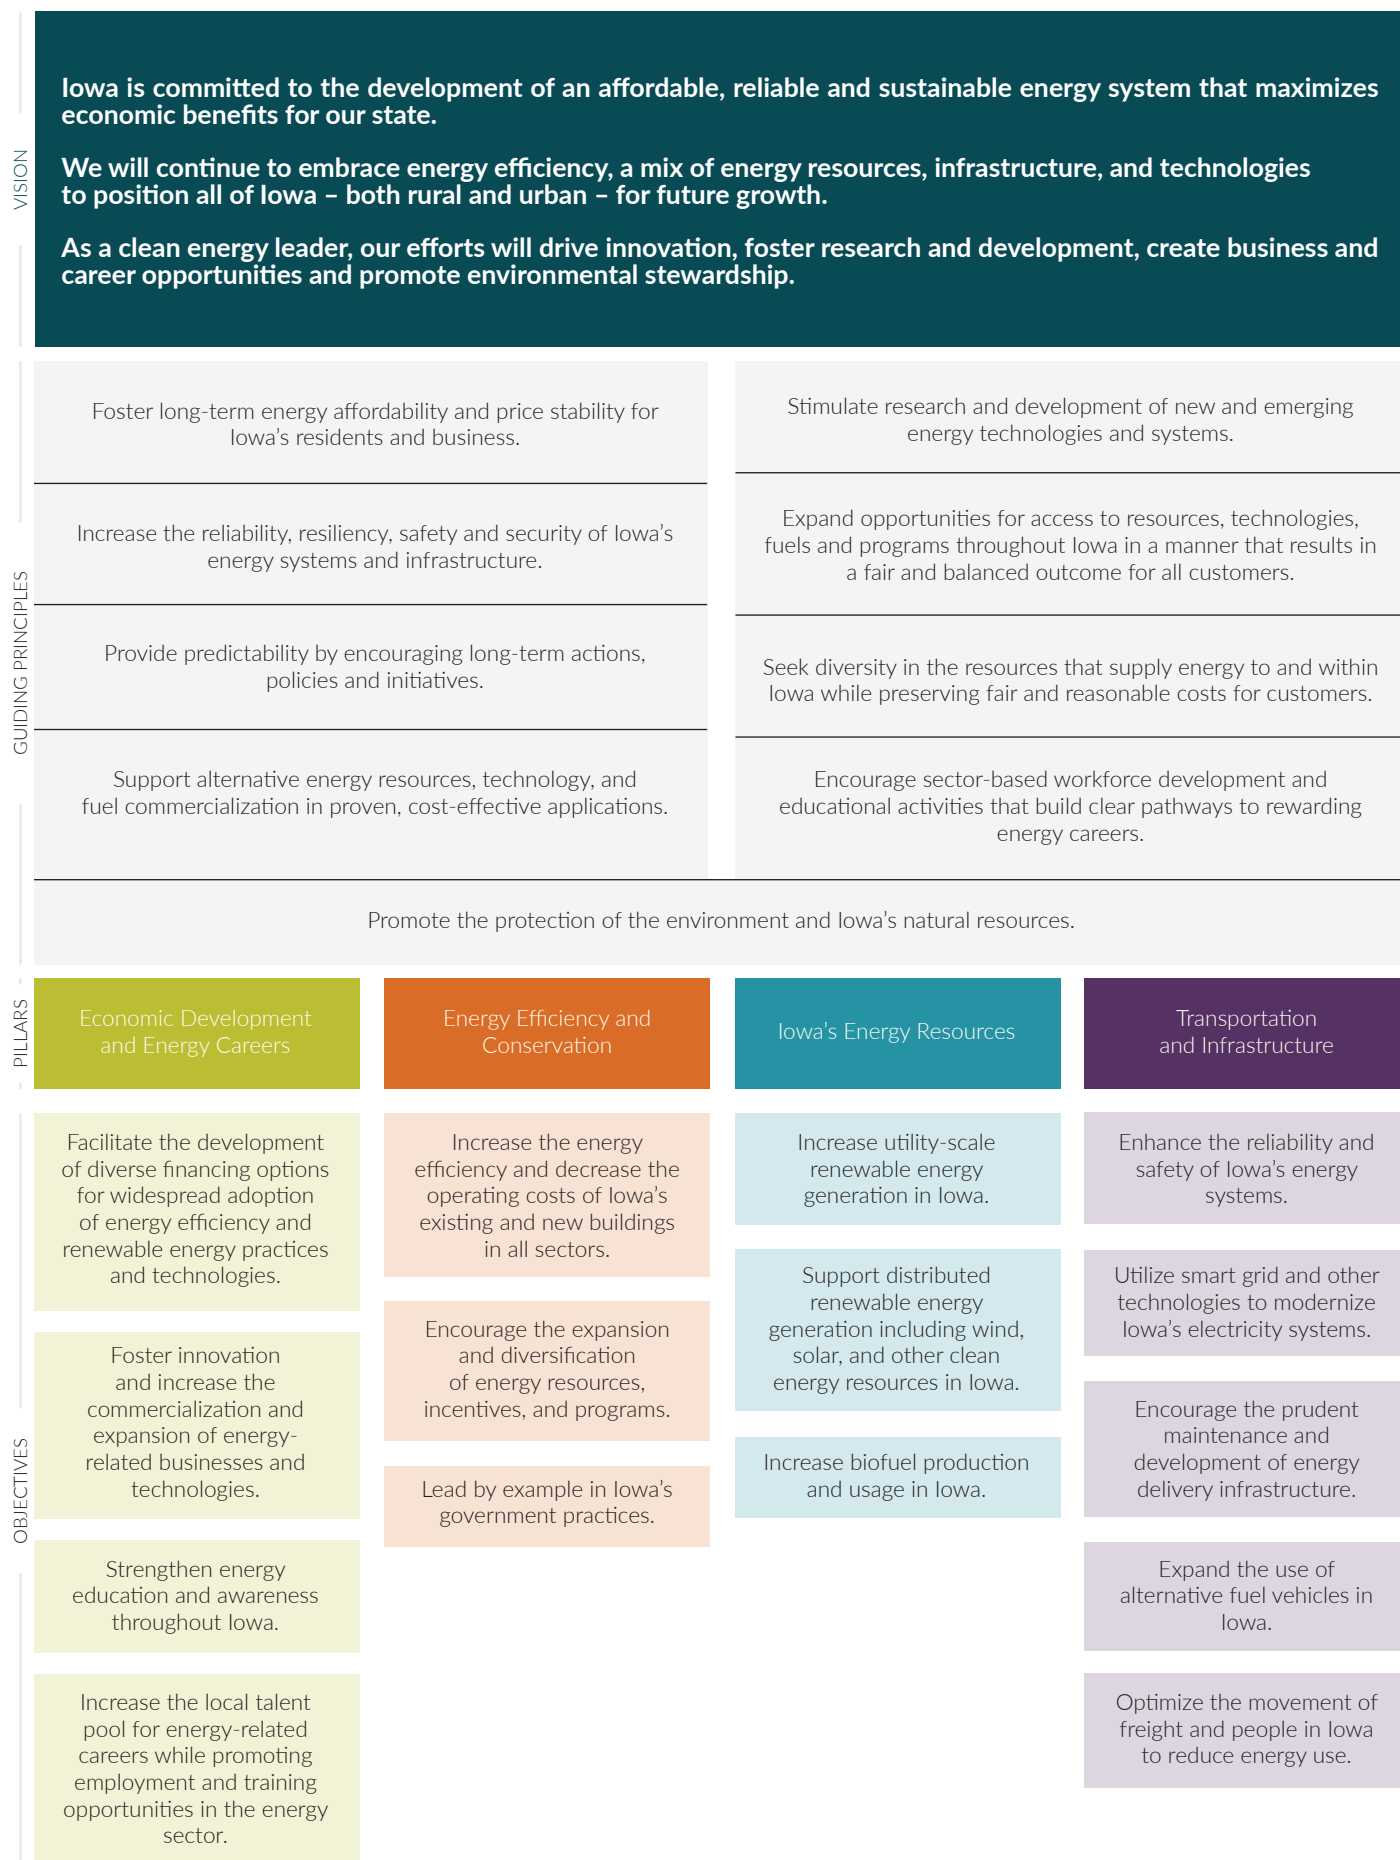 VISION
Iowa is committed to the development of an affordable, reliable and sustainable energy system that maximizes
economic benefits for our state.
We will continue to embrace energy efficiency, a mix of energy resources, infrastructure, and technologies
to position all of Iowa – both rural and urban – for future growth.
As a clean energy leader, our efforts will drive innovation, foster research and development, create business and
career opportunities and promote environmental stewardship.
GUIDING PRINCIPLES
Foster long-term energy affordability and price stability for
Iowa’s residents and business.
Increase the reliability, resiliency, safety and security of Iowa’s
energy systems and infrastructure.
Provide predictability by encouraging long-term actions,
policies and initiatives.
Support alternative energy resources, technology, and
fuel commercialization in proven, cost-effective applications.
Stimulate research and development of new and emerging
energy technologies and systems.
Expand opportunities for access to resources, technologies,
fuels and programs throughout Iowa in a manner that results in
a fair and balanced outcome for all customers.
Seek diversity in the resources that supply energy to and within
Iowa while preserving fair and reasonable costs for customers.
Encourage sector-based workforce development and
educational activities that build clear pathways to rewarding
energy careers.
Promote the protection of the environment and Iowa’s natural resources.
PILLARS
Economic Development
and Energy Careers
Energy Efficiency and
Conservation
Iowa’s Energy Resources
Transportation
and Infrastructure
OBJECTIVES
Facilitate the development
of diverse financing options
for widespread adoption
of energy efficiency and
renewable energy practices
and technologies.
Foster innovation
and increase the
commercialization and
expansion of energy-
related businesses and
technologies.
Strengthen energy
education and awareness
throughout Iowa.
Increase the local talent
pool for energy-related
careers while promoting
employment and training
opportunities in the energy
sector.
Increase the energy
efficiency and decrease the
operating costs of Iowa’s
existing and new buildings
in all sectors.
Encourage the expansion
and diversification
of energy resources,
incentives, and programs.
Lead by example in Iowa’s
government practices.
Increase utility-scale
renewable energy
generation in Iowa.
Support distributed
renewable energy
generation including wind,
solar, and other clean
energy resources in Iowa.
Increase biofuel production
and usage in Iowa.
Enhance the reliability and
safety of Iowa’s energy
systems.
Utilize smart grid and other
technologies to modernize
Iowa’s electricity systems.
Encourage the prudent
maintenance and
development of energy
delivery infrastructure.
Expand the use of
alternative fuel vehicles in
Iowa.
Optimize the movement of
freight and people in Iowa
to reduce energy use.